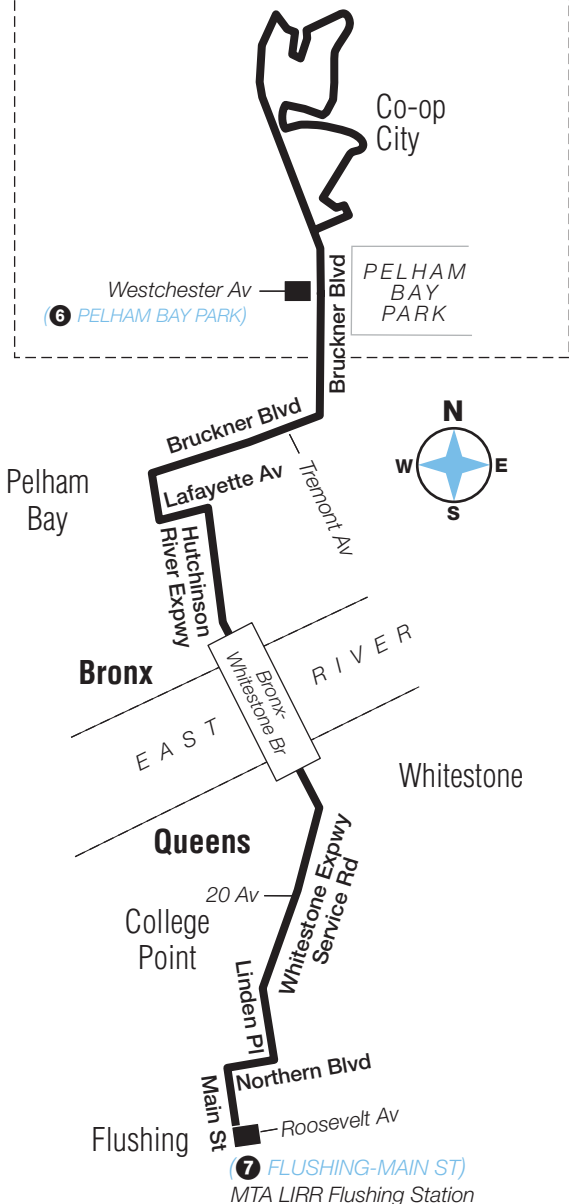 Co-op
City
Westchester Av
(6 PELHAM BAY PARK)
PELHAM
BAY
PARK
Bruckner Blvd
Bruckner Blvd
Tremont Av
N
W
E
S
Pelham
Bay
Lafayette Av
Hutchinson
River Expwy
Bronx
Bronx-
Whitestone Br
EAST RIVER
Whitestone
Queens
20 Av
Whitestone Expwy
Service Rd
College
Point
Linden Pl
Northern Blvd
Main St
Flushing
Roosevelt Av
(7 FLUSHING-MAIN ST)
MTA LIRR Flushing Station